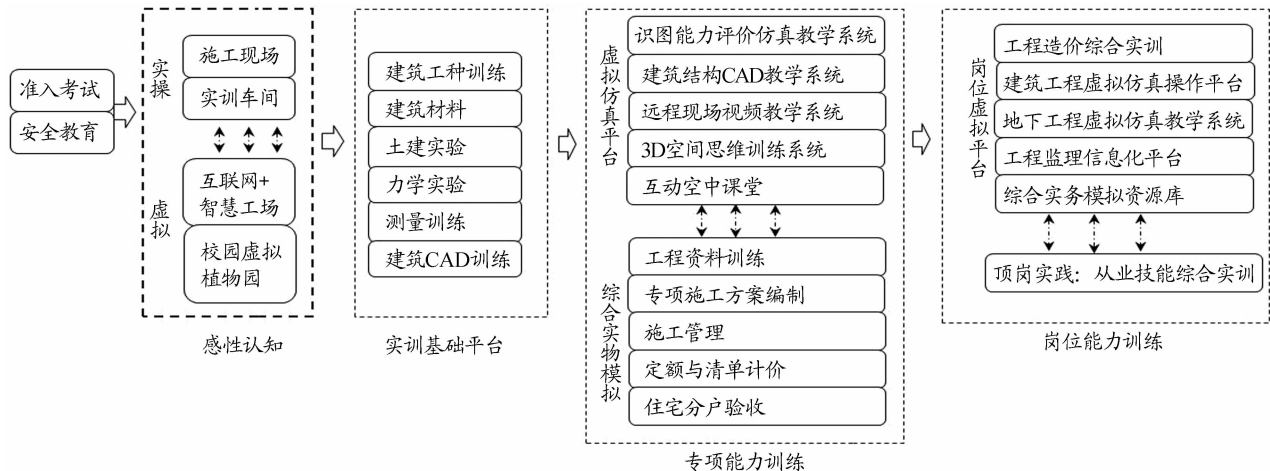 准入考试
安全教育
实操
施工现场
实训车间
虚拟
互联网+
智慧工场
校园虚拟
植物园
感性认知
建筑工种训练
建筑材料
土建实验
力学实验
测量训练
建筑CAD训练
实训基础平台
虚拟仿真平台
识图能力评价仿真教学系统
建筑结构CAD教学系统
远程现场视频教学系统
3D空间思维训练系统
互动空中课堂
综合实物模拟
工程资料训练
专项施工方案编制
施工管理
定额与清单计价
住宅分户验收
专项能力训练
岗位虚拟平台
工程造价综合实训
建筑工程虚拟仿真操作平台
地下工程虚拟仿真教学系统
工程监理信息化平台
综合实务模拟资源库
顶岗实践：从业技能综合实训
岗位能力训练